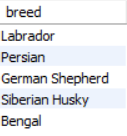 breed
Labrador
Persian
German Shepherd
Siberian Husky
Bengal